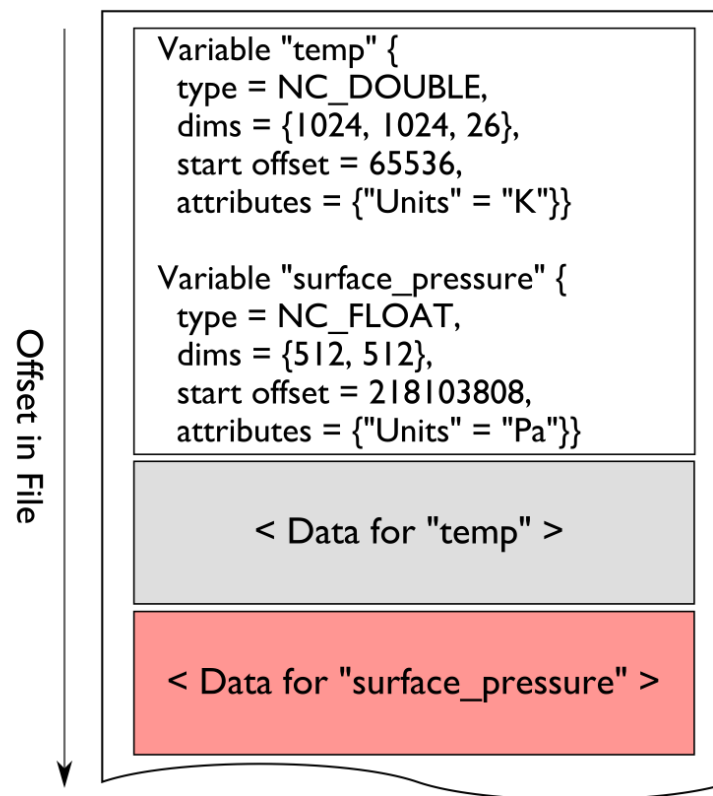 Variable "temp" {
type = NC_DOUBLE,
dims = {1024, 1024, 26},
start offset = 65536,
attributes = {"Units" = "K"}}
Variable "surface_pressure" {
type = NC_FLOAT,
dims = {512, 512},
start offset = 218103808,
attributes = {"Units" = "Pa"}}
Offset in File
< Data for "temp" >
< Data for "surface_pressure" >